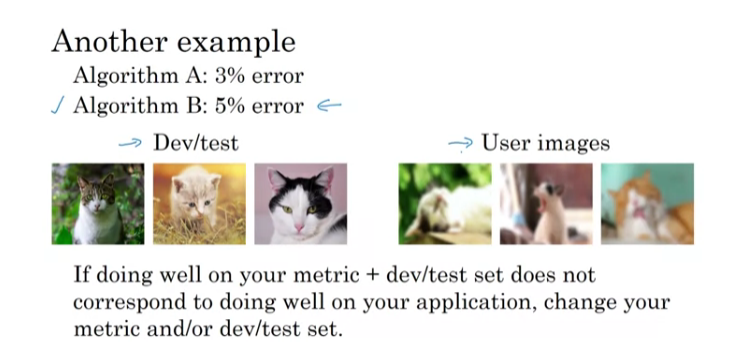 Another example
Algorithm A: 3% error
✓ Algorithm B: 5% error ←
→ Dev/test
→ User images
If doing well on your metric + dev/test set does not
correspond to doing well on your application, change your
metric and/or dev/test set.